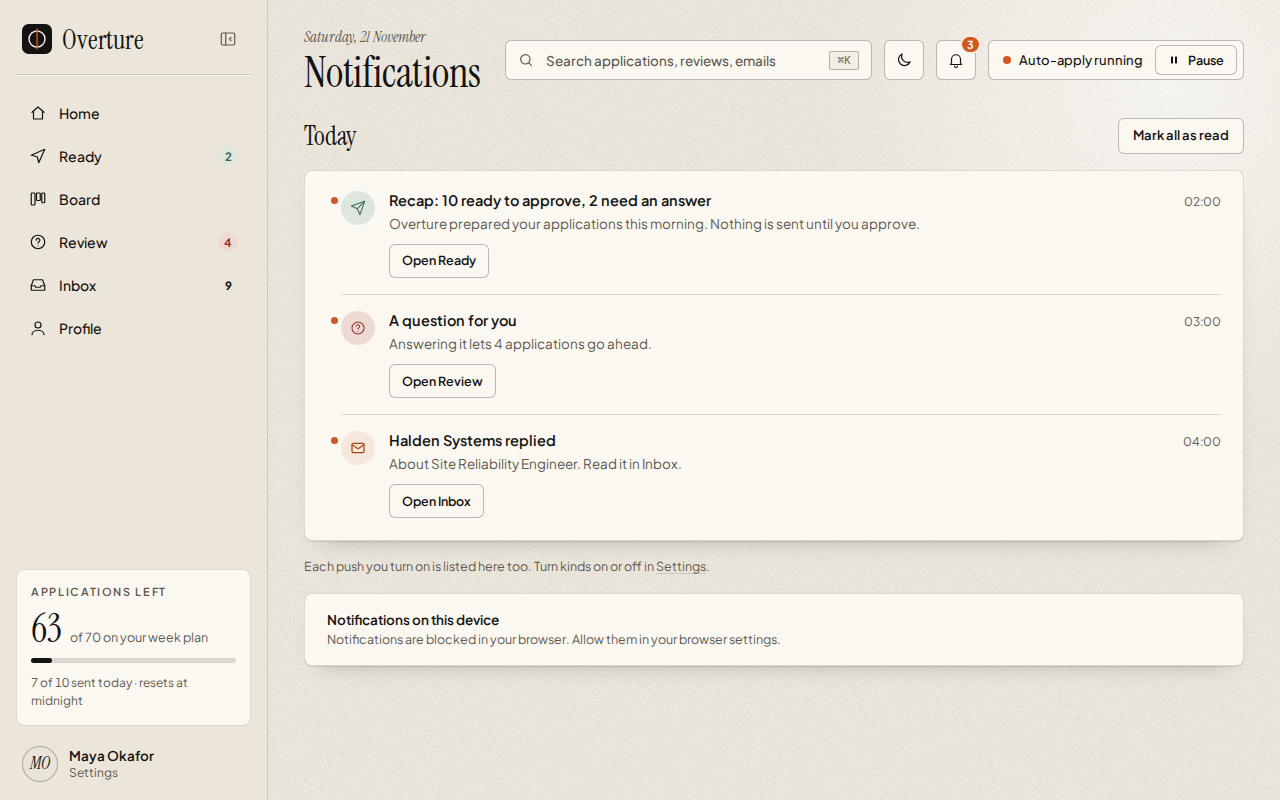 Overture
Home
Ready 2
Board
Review 4
Inbox 9
Profile
APPLICATIONS LEFT
63 of 70 on your week plan
7 of 10 sent today · resets at
midnight
MO
Maya Okafor
Settings
Saturday, 21 November
Notifications
Search applications, reviews, emails ⌘K
3
Auto-apply running
Pause
Today
Mark all as read
Recap: 10 ready to approve, 2 need an answer 02:00
Overture prepared your applications this morning. Nothing is sent until you approve.
Open Ready
A question for you 03:00
Answering it lets 4 applications go ahead.
Open Review
Halden Systems replied 04:00
About Site Reliability Engineer. Read it in Inbox.
Open Inbox
Each push you turn on is listed here too. Turn kinds on or off in Settings.
Notifications on this device
Notifications are blocked in your browser. Allow them in your browser settings.